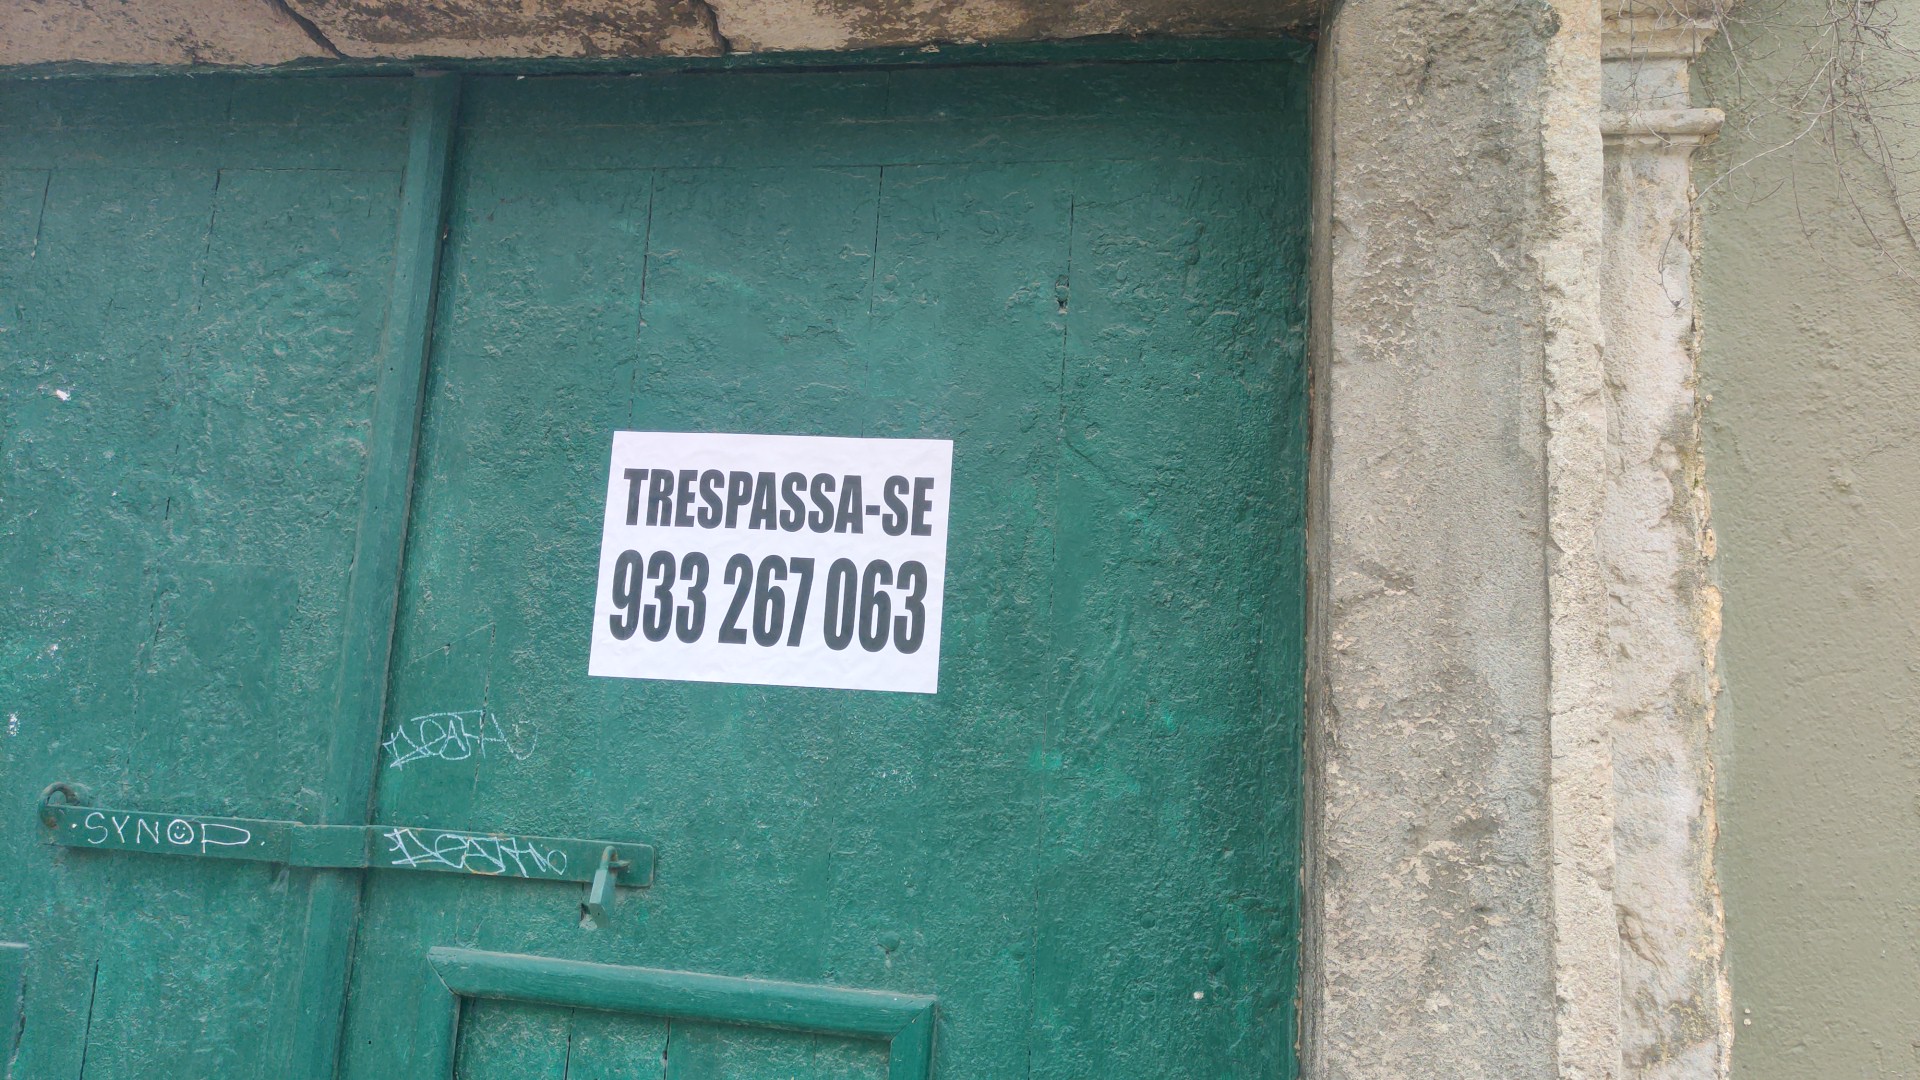 TRESPASSA-SE
933 267 063
.SYNOP.